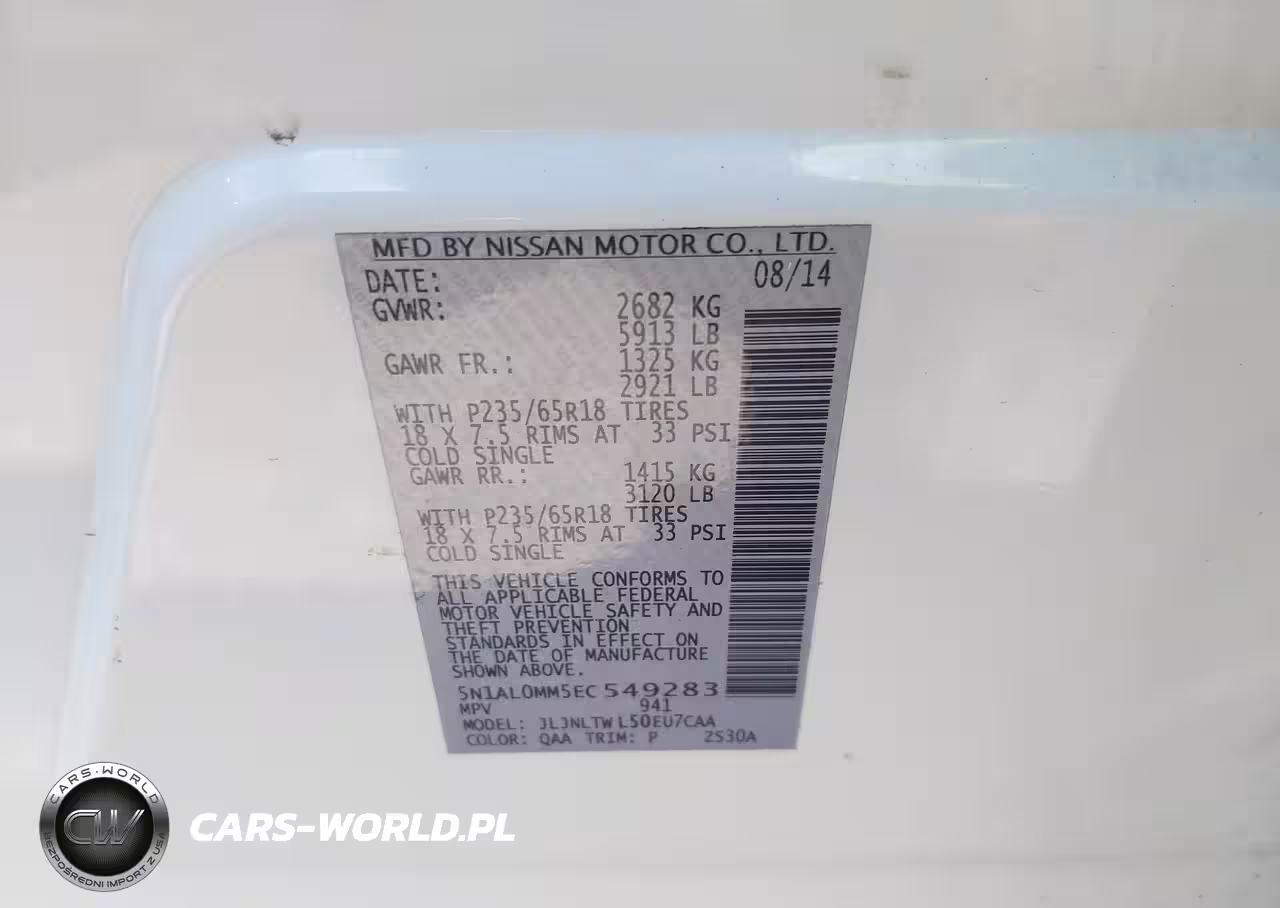 MFD BY NISSAN MOTOR CO., LTD.
DATE: 08/14
GVWR: 2682 KG
5913 LB
GAWR FR.: 1325 KG
2921 LB
WITH P235/65R18 TIRES
18 X 7.5 RIMS AT 33 PSI
COLD SINGLE
GAWR RR.: 1415 KG
3120 LB
WITH P235/65R18 TIRES
18 X 7.5 RIMS AT 33 PSI
COLD SINGLE
THIS VEHICLE CONFORMS TO
ALL APPLICABLE FEDERAL
MOTOR VEHICLE SAFETY AND
THEFT PREVENTION
STANDARDS IN EFFECT ON
THE DATE OF MANUFACTURE
SHOWN ABOVE.
5N1AL0MM5EC549283
MPV 941
MODEL: JLJNLTWL50EU7CAA
COLOR: QAA TRIM: P 2530A
CARS-WORLD
CW
BEZPOŚREDNI IMPORT Z USA
CARS-WORLD.PL